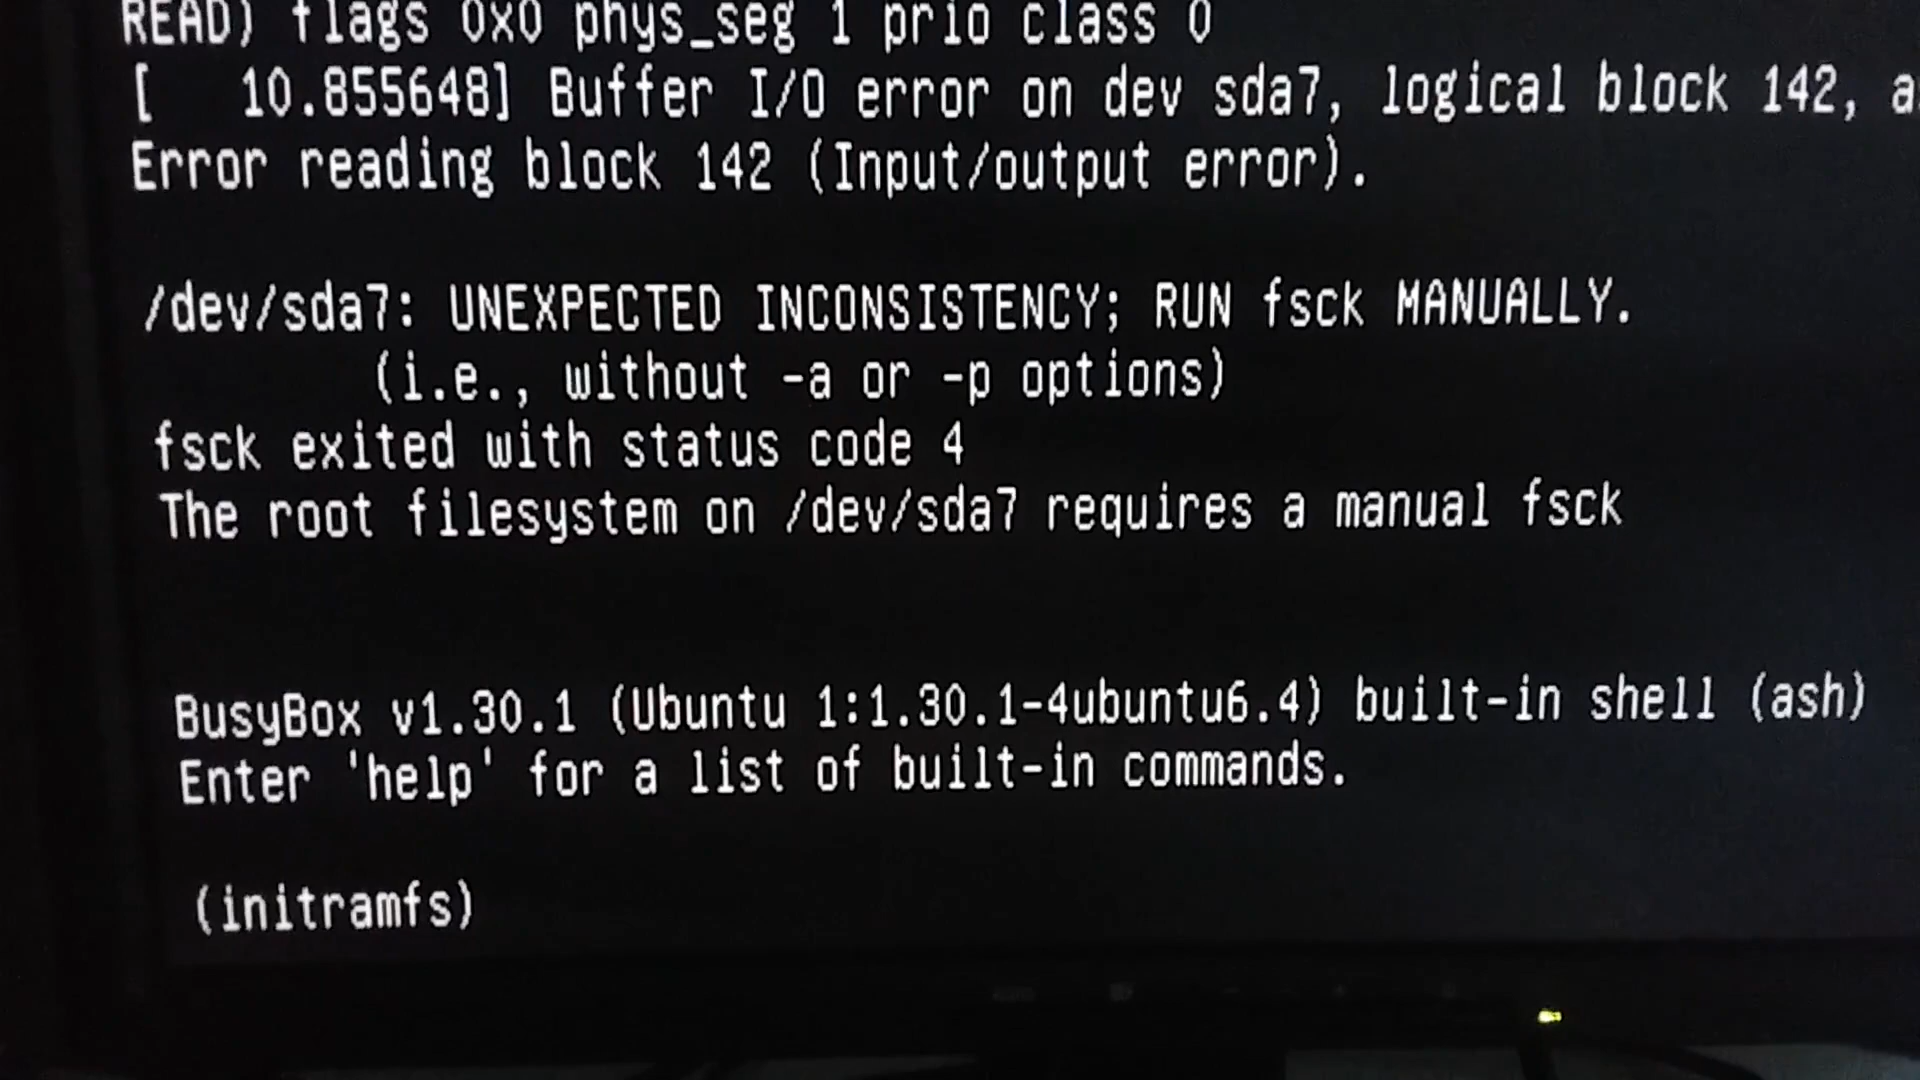 READ) flags 0x0 phys_seg 1 prio class 0
[   10.855648] Buffer I/O error on dev sda7, logical block 142,
Error reading block 142 (Input/output error).
/dev/sda7: UNEXPECTED INCONSISTENCY; RUN fsck MANUALLY.
(i.e., without -a or -p options)
fsck exited with status code 4
The root filesystem on /dev/sda7 requires a manual fsck
BusyBox v1.30.1 (Ubuntu 1:1.30.1-4ubuntu6.4) built-in shell (ash)
Enter 'help' for a list of built-in commands.
(initramfs)